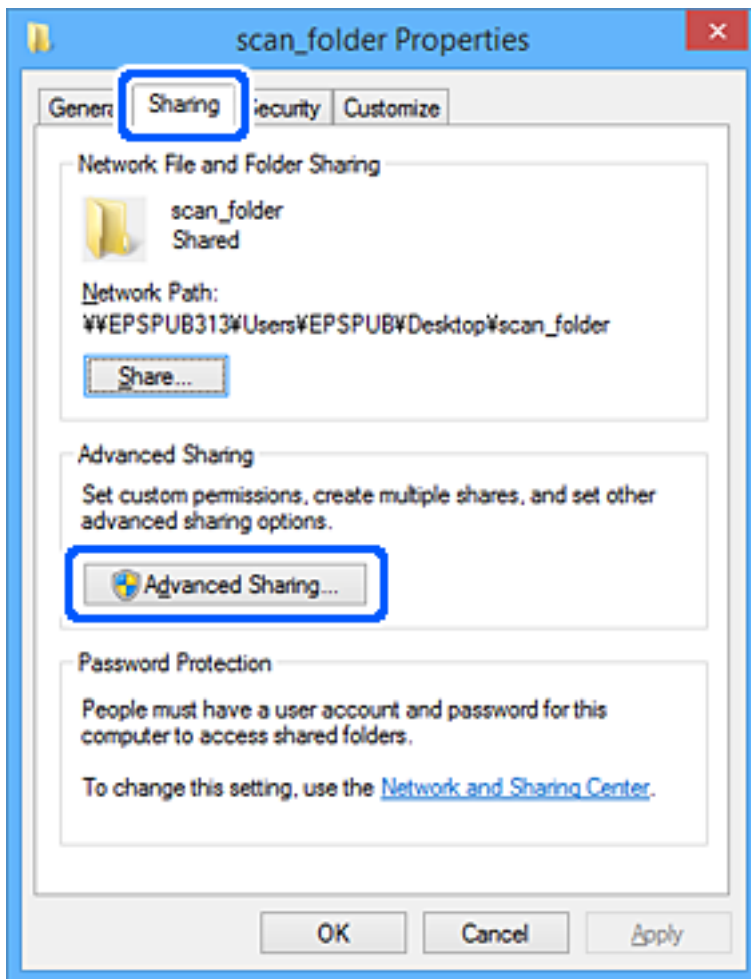 scan_folder Properties
Sharing
Customize
Network File and Folder Sharing
scan_folder
Shared
Network Path:
¥¥EPSPUB313¥Users¥EPSPUB¥Desktop¥scan_folder
Share...
Advanced Sharing
Set custom permissions, create multiple shares, and set other
advanced sharing options.
Advanced Sharing...
Password Protection
People must have a user account and password for this
computer to access shared folders.
To change this setting, use the Network and Sharing Center.
OK Cancel Apply